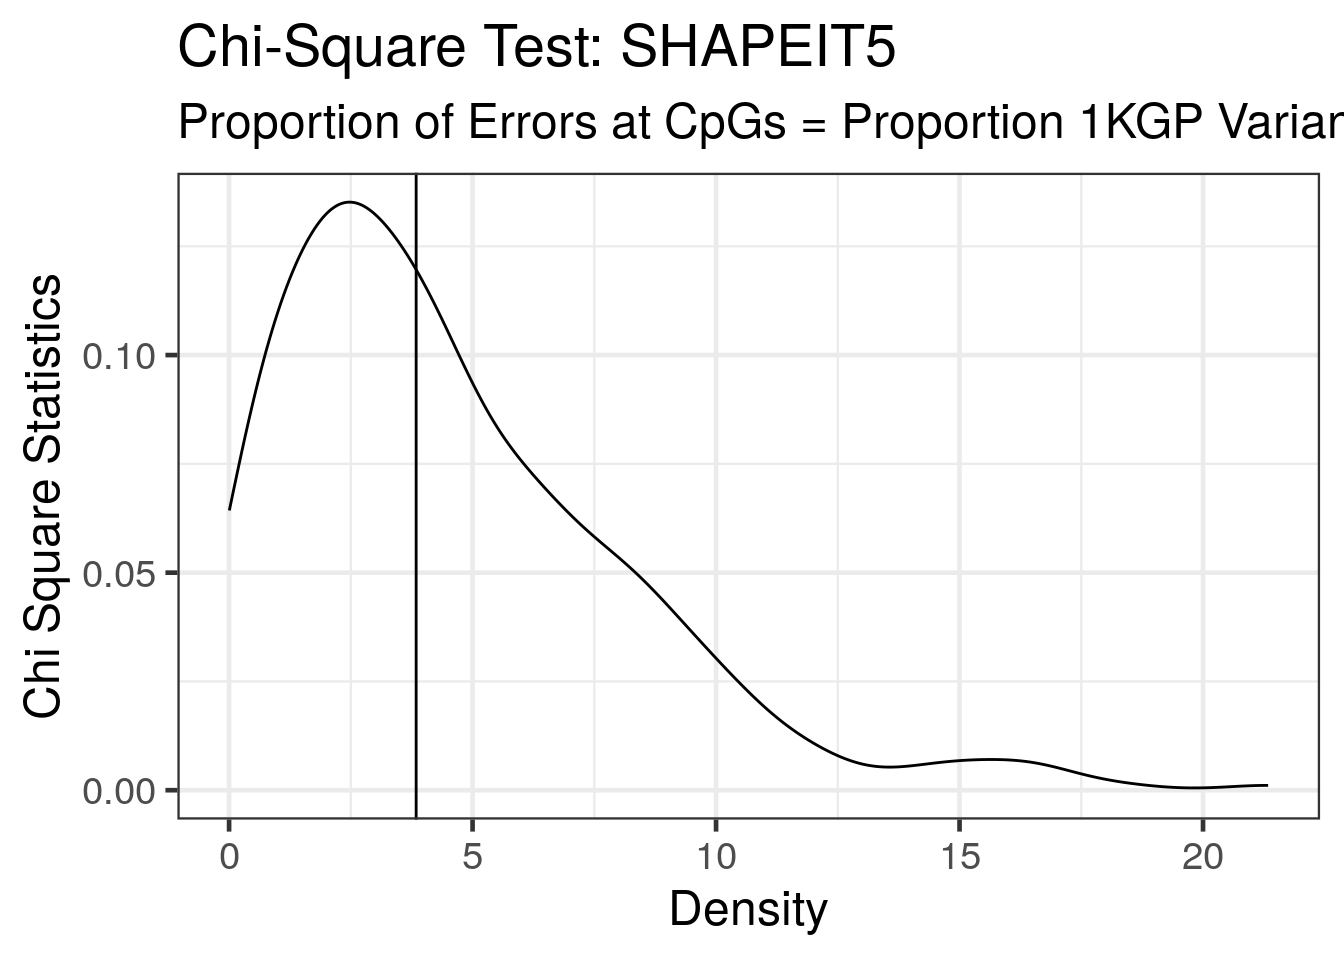 Chi-Square Test: SHAPEIT5
Proportion of Errors at CpGs = Proportion 1KGP
Chi Square Statistics
0.10
0.05
0.00
0 5 10 15 20
Density